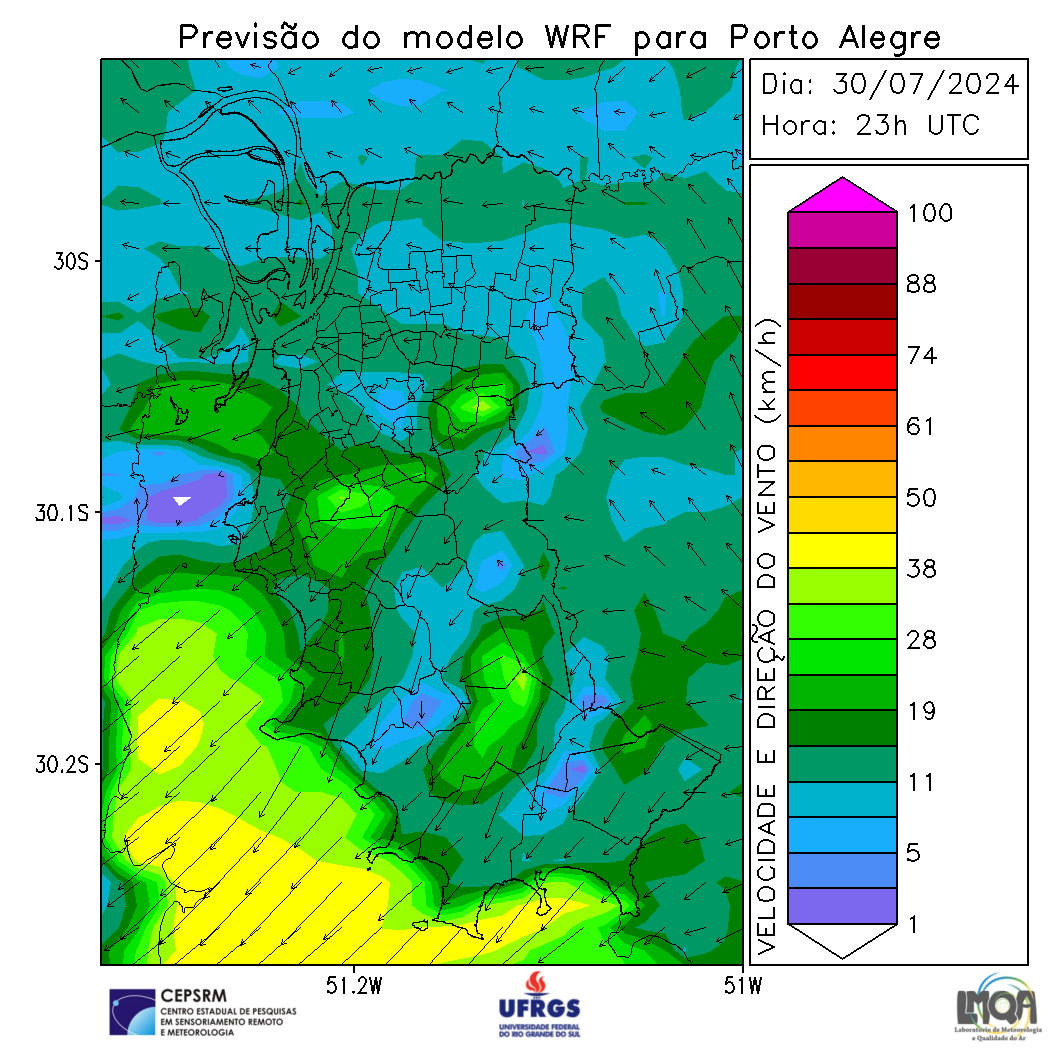 Previsão do modelo WRF para Porto Alegre
Dia: 30/07/2024
Hora: 23h UTC
30S
30.1S
30.2S
51.2W
51W
VELOCIDADE E DIREÇÃO DO VENTO (km/h)
100
88
74
61
50
38
28
19
11
5
1
CEPSRM
CENTRO ESTADUAL DE PESQUISAS
EM SENSORIAMENTO REMOTO
E METEOROLOGIA
UFRGS
UNIVERSIDADE FEDERAL
DO RIO GRANDE DO SUL
LMQA
Laboratório de Meteorologia
e Qualidade do Ar